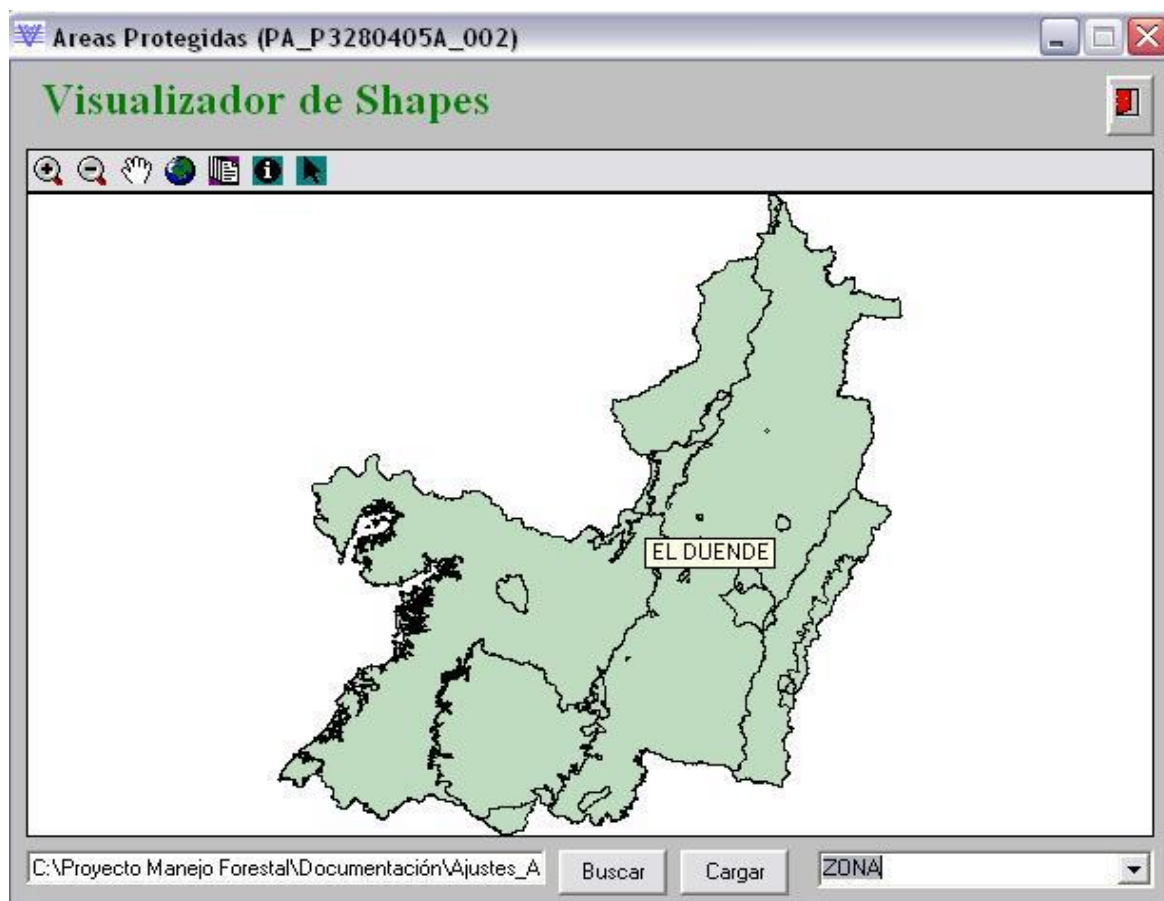 Areas Protegidas (PA_P3280405A_002)
Visualizador de Shapes
EL DUENDE
C:\Proyecto Manejo Forestal\Documentación\Ajustes_A
Buscar
Cargar
ZONA